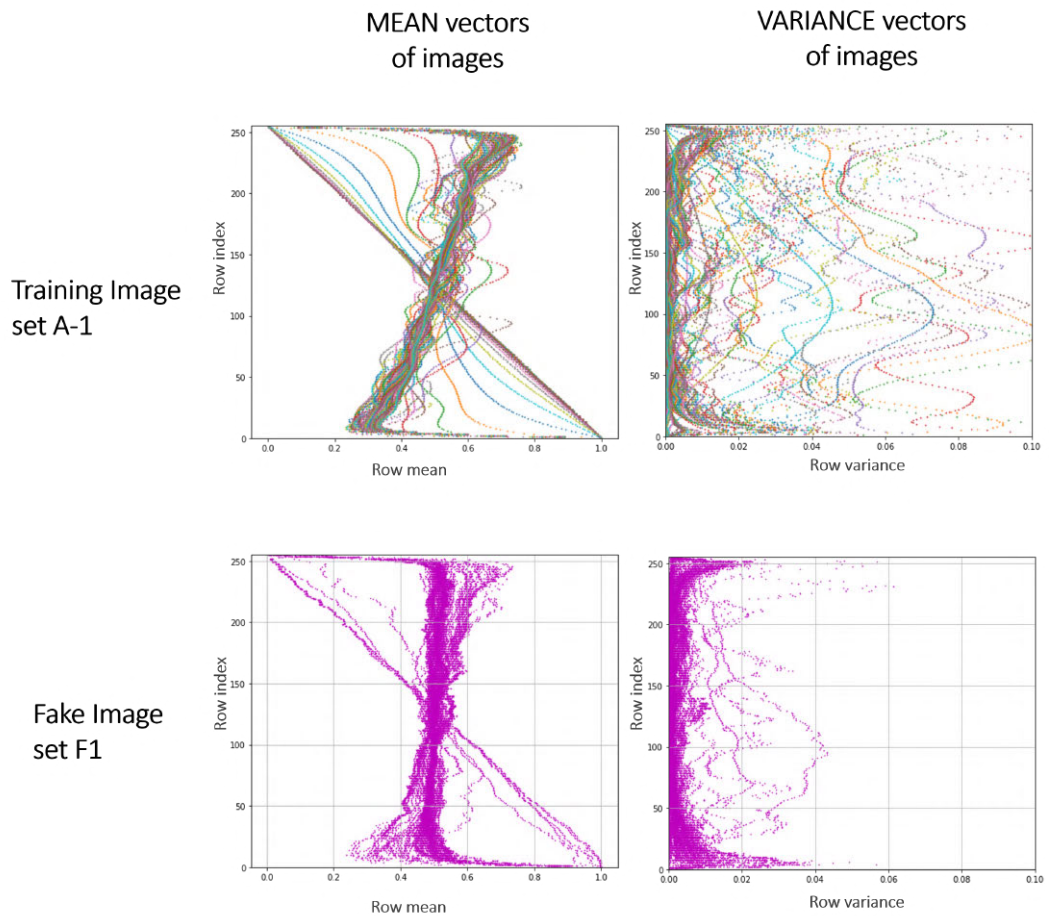 MEAN vectors
of images
VARIANCE vectors
of images
Training Image
set A-1
Row index
250
200
150
100
50
0
0.0 0.2 0.4 0.6 0.8 1.0
Row mean
Row index
250
200
150
100
50
0
0.00 0.02 0.04 0.06 0.08 0.10
Row variance
Fake Image
set F1
Row index
250
200
150
100
50
0
0.0 0.2 0.4 0.6 0.8 1.0
Row mean
Row index
250
200
150
100
50
0
0.00 0.02 0.04 0.06 0.08 0.10
Row variance